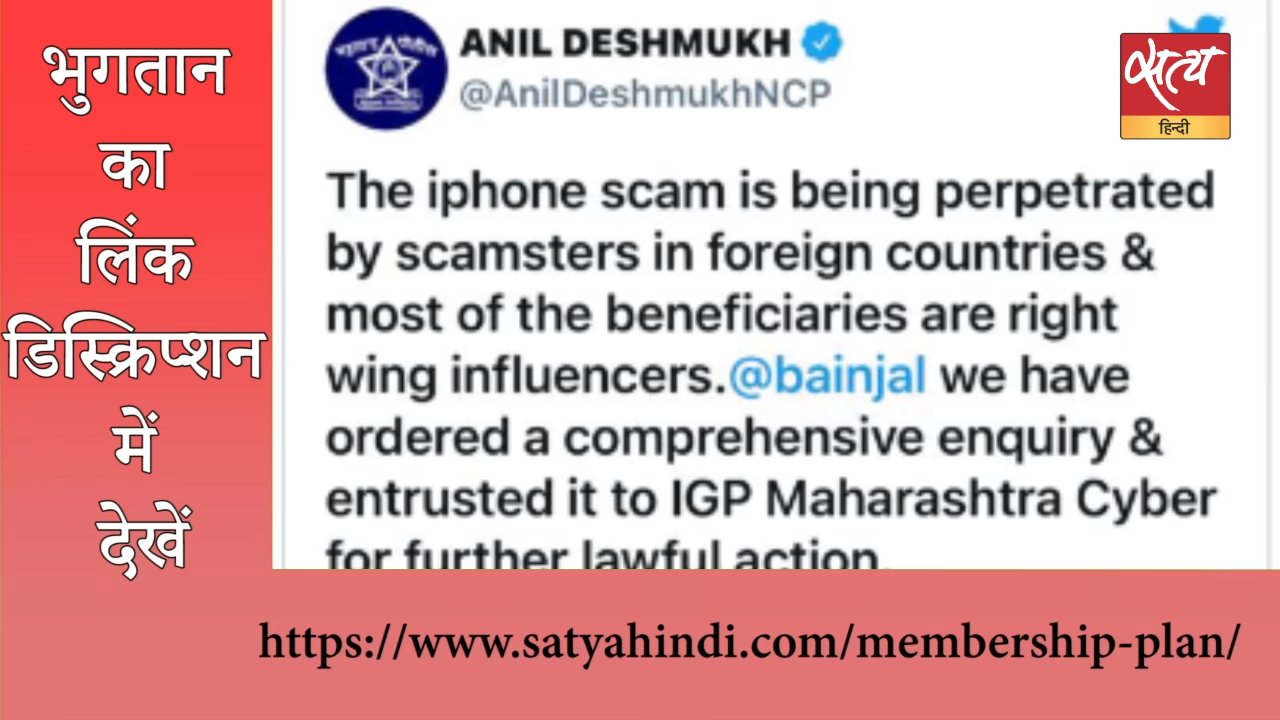 भुगतान
का
लिंक
डिस्क्रिप्शन
में
देखें
ANIL DESHMUKH
@AnilDeshmukhNCP
सत्य
हिन्दी
The iphone scam is being perpetrated
by scamsters in foreign countries &
most of the beneficiaries are right
wing influencers.@bainjal we have
ordered a comprehensive enquiry &
entrusted it to IGP Maharashtra Cyber
for further lawful action.
https://www.satyahindi.com/membership-plan/